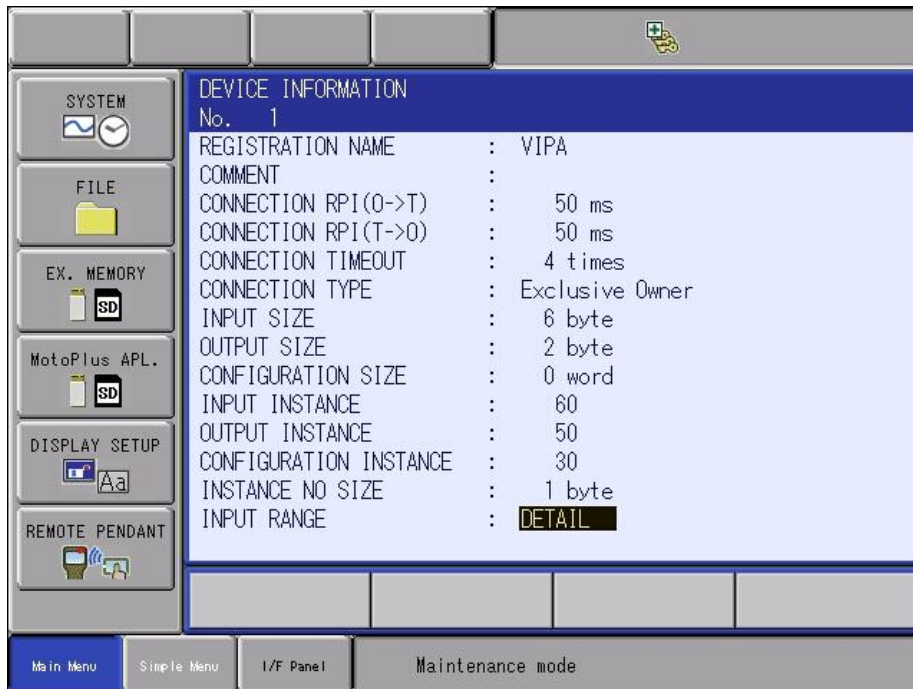 SYSTEM
FILE
EX. MEMORY
SD
MotoPlus APL.
SD
DISPLAY SETUP
Aa
REMOTE PENDANT
DEVICE INFORMATION
No. 1
REGISTRATION NAME : VIPA
COMMENT :
CONNECTION RPI(O->T) : 50 ms
CONNECTION RPI(T->O) : 50 ms
CONNECTION TIMEOUT : 4 times
CONNECTION TYPE : Exclusive Owner
INPUT SIZE : 6 byte
OUTPUT SIZE : 2 byte
CONFIGURATION SIZE : 0 word
INPUT INSTANCE : 60
OUTPUT INSTANCE : 50
CONFIGURATION INSTANCE : 30
INSTANCE NO SIZE : 1 byte
INPUT RANGE : DETAIL
Main Menu
Simple Menu
I/F Panel
Maintenance mode